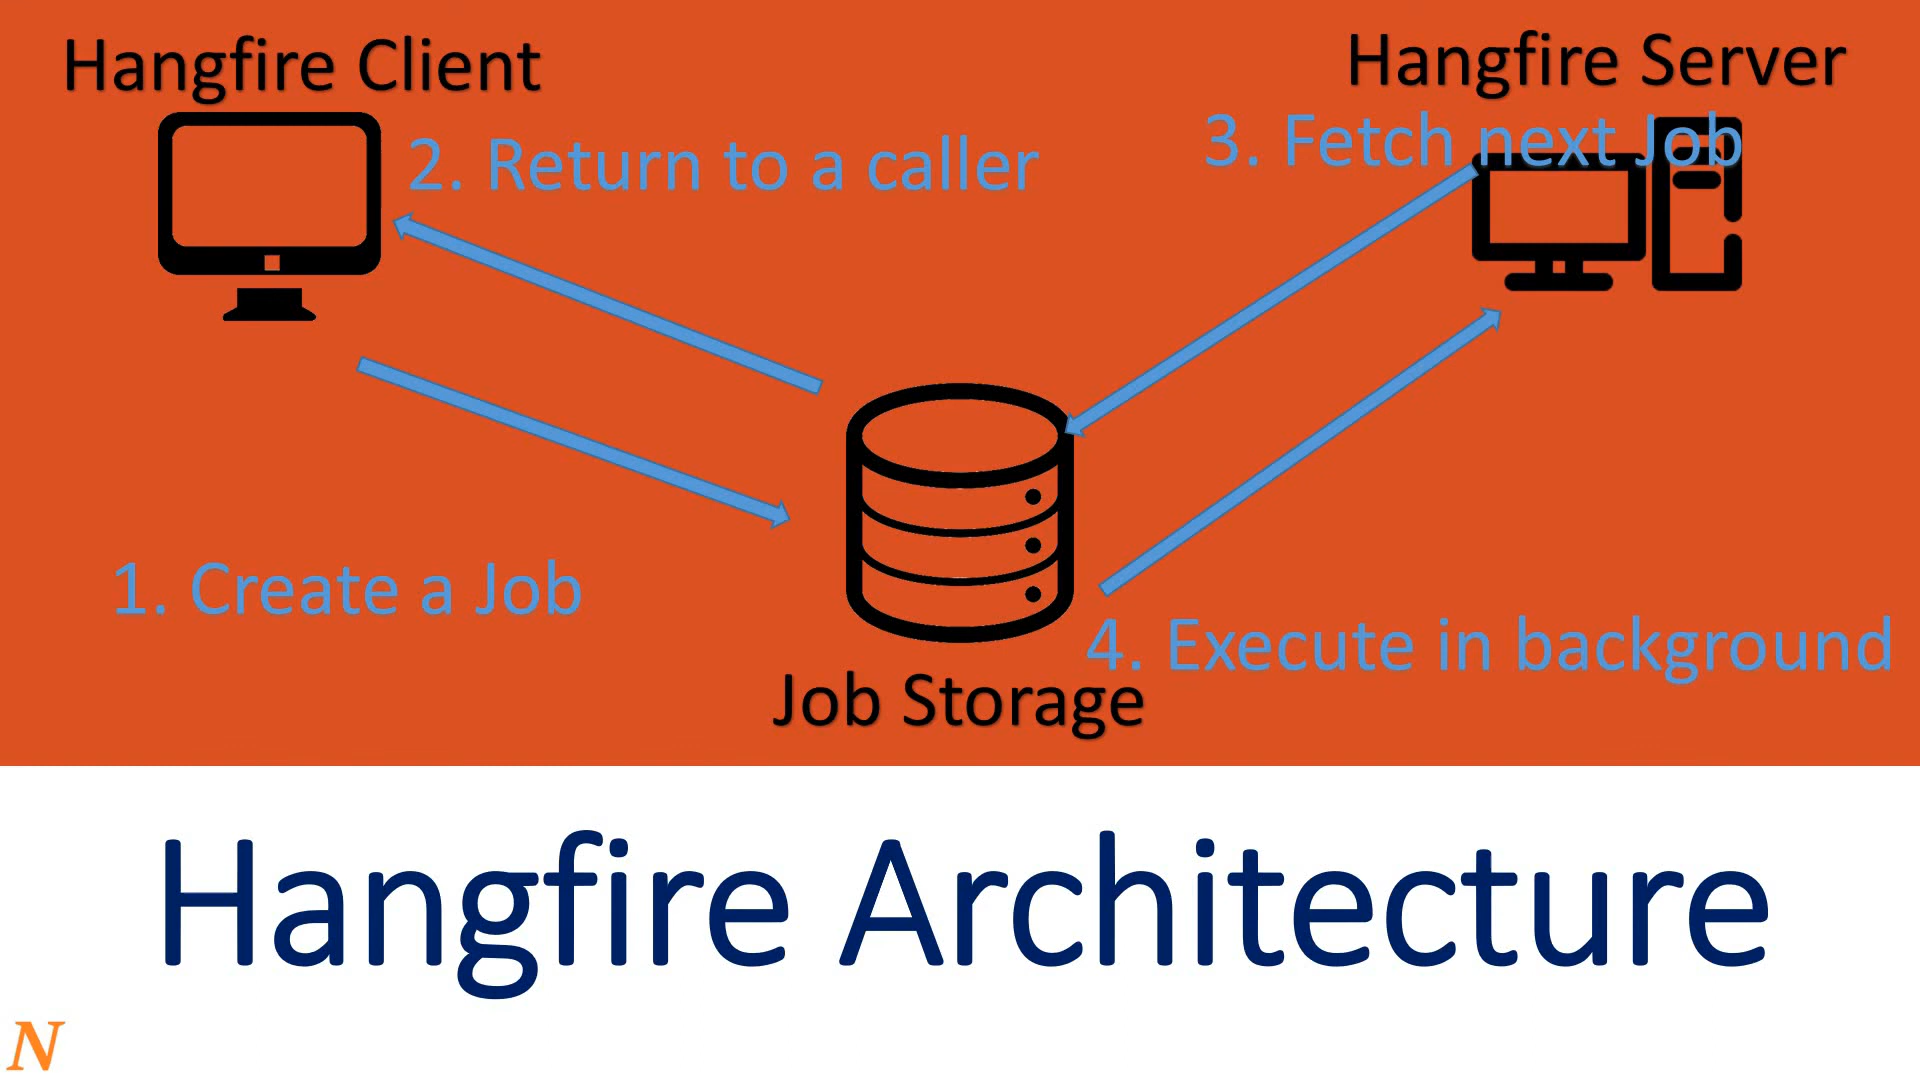 Hangfire Client
Hangfire Server
2. Return to a caller
3. Fetch next Job
1. Create a Job
4. Execute in background
Job Storage
Hangfire Architecture
N